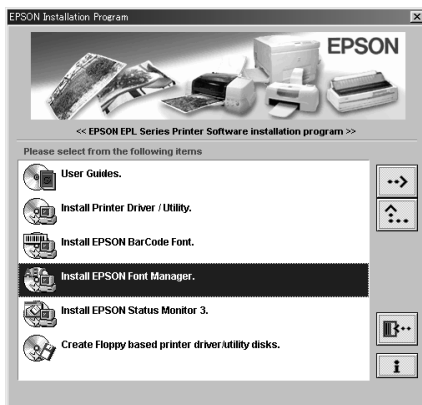 EPSON Installation Program
EPSON
<< EPSON EPL Series Printer Software installation program >>
Please select from the following items
User Guides.
Install Printer Driver / Utility.
Install EPSON BarCode Font.
Install EPSON Font Manager.
Install EPSON Status Monitor 3.
Create Floppy based printer driver/utility disks.